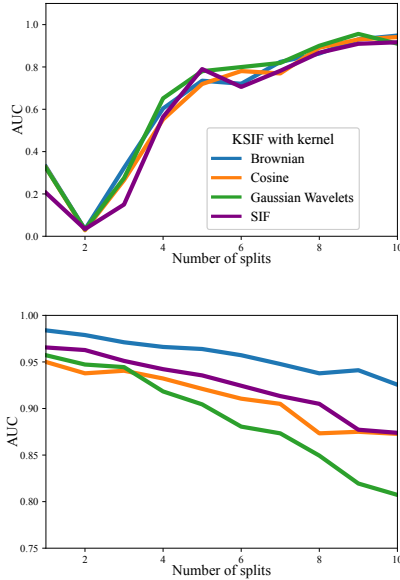 1.0
0.8
0.6
0.4
0.2
0.0
AUC
KSIF with kernel
Brownian
Cosine
Gaussian Wavelets
SIF
2 4 6 8 10
Number of splits
1.00
0.95
0.90
0.85
0.80
0.75
AUC
2 4 6 8 10
Number of splits